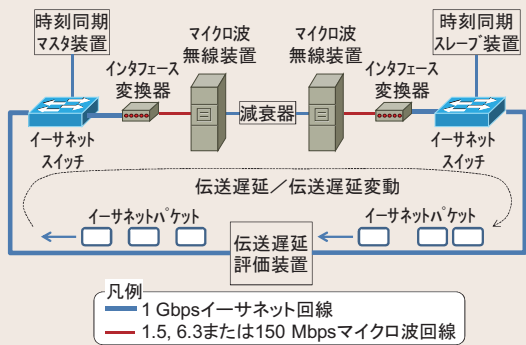 時刻同期
マスタ装置
マイクロ波
無線装置
マイクロ波
無線装置
時刻同期
スレーブ装置
インタフェース
変換器
インタフェース
変換器
減衰器
イーサネット
スイッチ
イーサネット
スイッチ
伝送遅延/伝送遅延変動
イーサネットパケット
イーサネットパケット
伝送遅延
評価装置
凡例
1 Gbpsイーサネット回線
1.5, 6.3または150 Mbpsマイクロ波回線